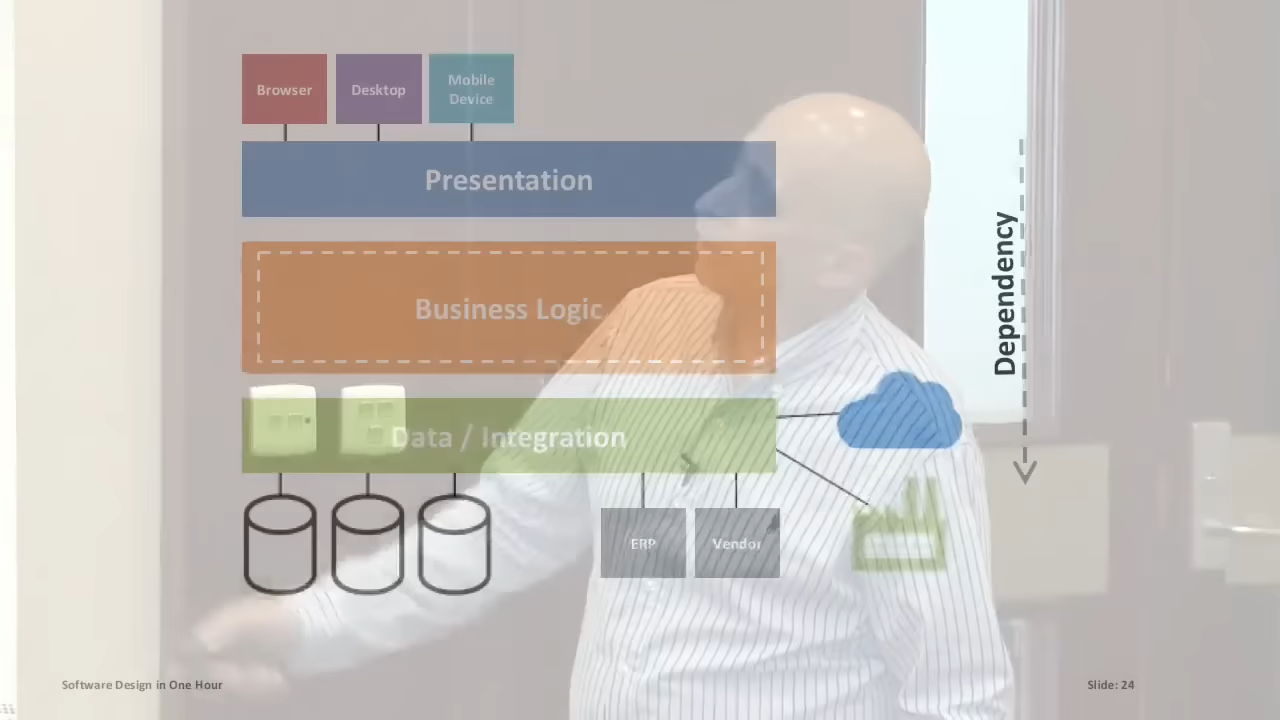 Browser
Desktop
Mobile
Device
Presentation
Business Logic
Data / Integration
ERP
Vendor
Dependency
Software Design in One Hour
Slide: 24